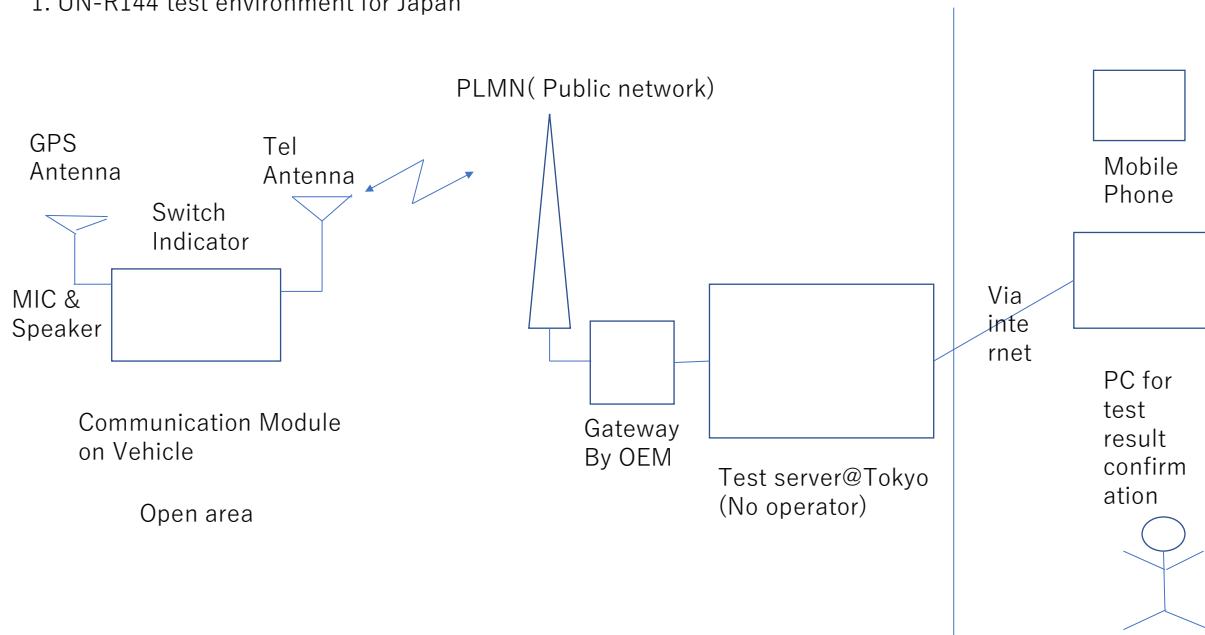 1. UN-R144 test environment for Japan
PLMN( Public network)
GPS
Antenna
Tel
Antenna
Switch
Indicator
MIC &
Speaker
Communication Module
on Vehicle
Open area
Gateway
By OEM
Test server@Tokyo
(No operator)
Via
inte
rnet
Mobile
Phone
PC for
test
result
confirm
ation